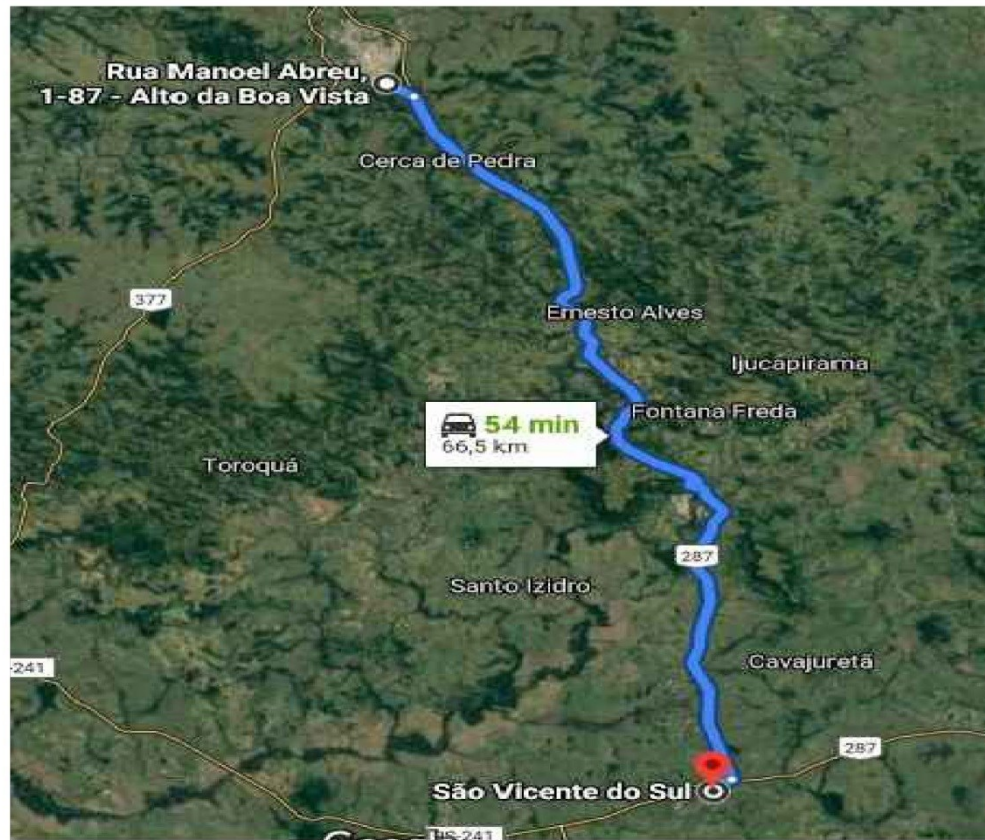 Rua Manoel Abreu,
1-87 - Alto da Boa Vista
Cerca de Pedra
377
Ernesto Alves
Ijucapirama
Fontana Freda
54 min
66,5 km
Toroquá
287
Santo Izidro
Cavajuretã
-241
287
São Vicente do Sul
RS-241